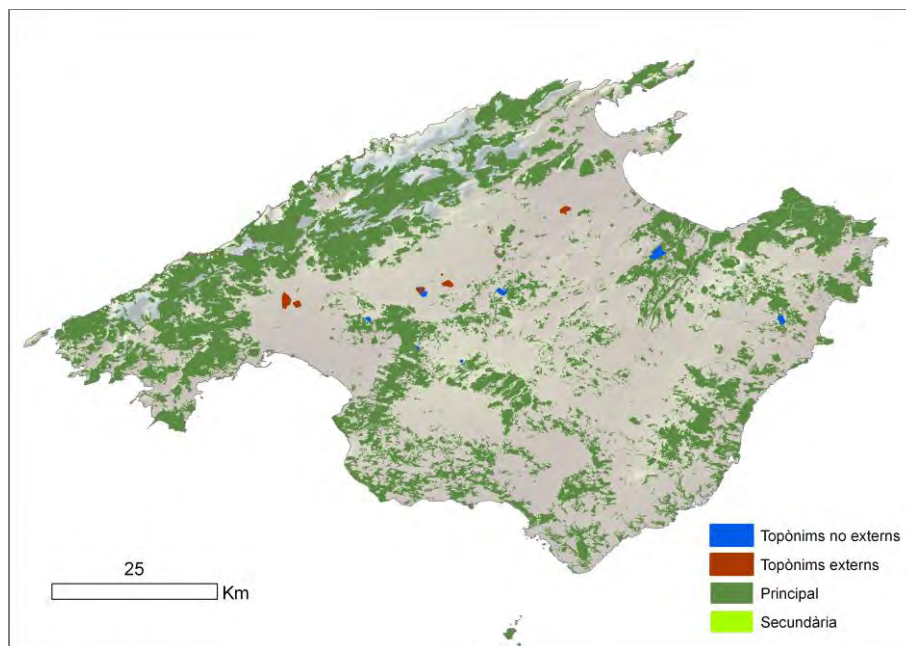 25
Km
Topònims no externs
Topònims externs
Principal
Secundària